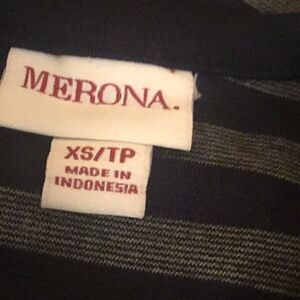 MERONA.
XS/TP
MADE IN
INDONESIA